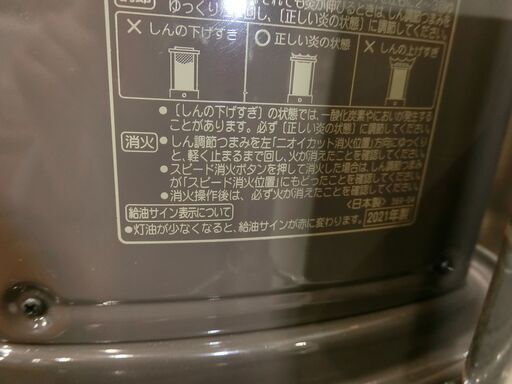 ゆっくり
回し、〔正しい炎の状態〕に調節してください。
× しんの下げすぎ ○ 正しい炎の状態 × しんの上げすぎ
●〔しんの下げすぎ〕の状態では、一酸化炭素やにおいが発生する
ことがあります。必ず〔正しい炎の状態〕に調節してください。
消火 ●しん調節つまみを左「ニオイカット消火位置」方向にゆっくり
と、軽く止まるまで回し、火が消えたことを確認してください。
●スピード消火ボタンを押して消火した場合は、しん調節つまみ
が「スピード消火位置」にもどったことを確認してください。
●消火操作後は、必ず火が消えたことを確認してください。
〈日本製〉
給油サイン表示について 2021年製
●灯油が少なくなると、給油サインが赤に変わります。